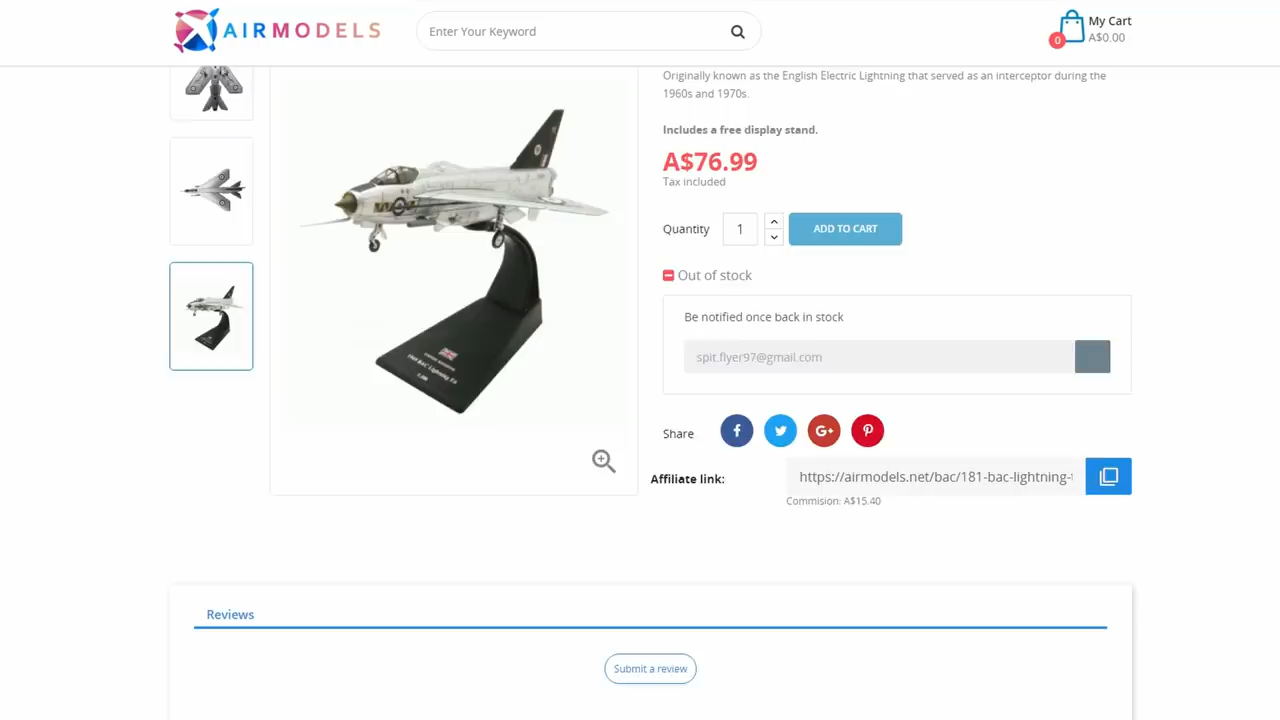 AIRMODELS
Enter Your Keyword
My Cart
0
A$0.00
Originally known as the English Electric Lightning that served as an interceptor during the
1960s and 1970s.
Includes a free display stand.
A$76.99
Tax included
Quantity
1
ADD TO CART
Out of stock
Be notified once back in stock
spit.flyer97@gmail.com
Share
Affiliate link:
https://airmodels.net/bac/181-bac-lightning-
Commision: A$15.40
Reviews
Submit a review